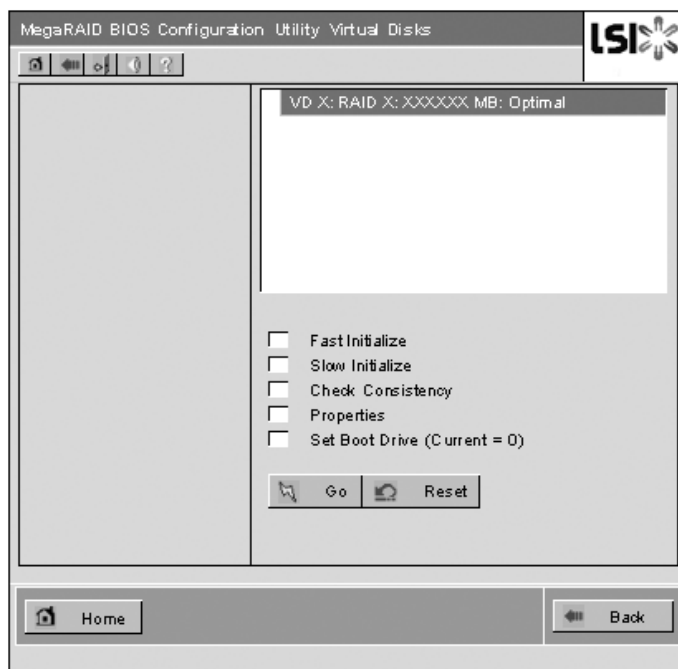 MegaRAID BIOS Configuration Utility Virtual Disks
LSI
VD X: RAID X: XXXXXX MB: Optimal
Fast Initialize
Slow Initialize
Check Consistency
Properties
Set Boot Drive (Current = 0)
Go
Reset
Home
Back